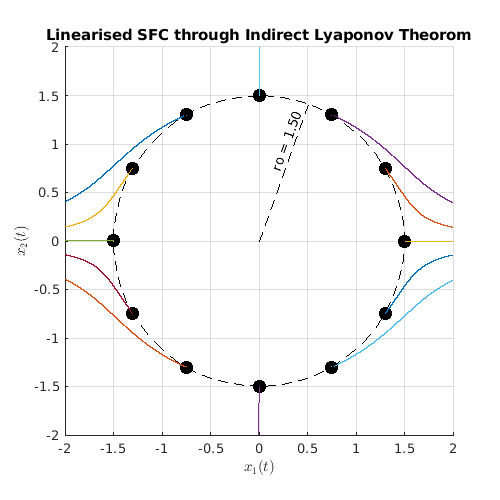 Linearised SFC through Indirect Lyaponov Theorom
2
1.5
1
0.5
0
-0.5
-1
-1.5
-2
x₂(t)
ro = 1.50
-2 -1.5 -1 -0.5 0 0.5 1 1.5 2
x₁(t)